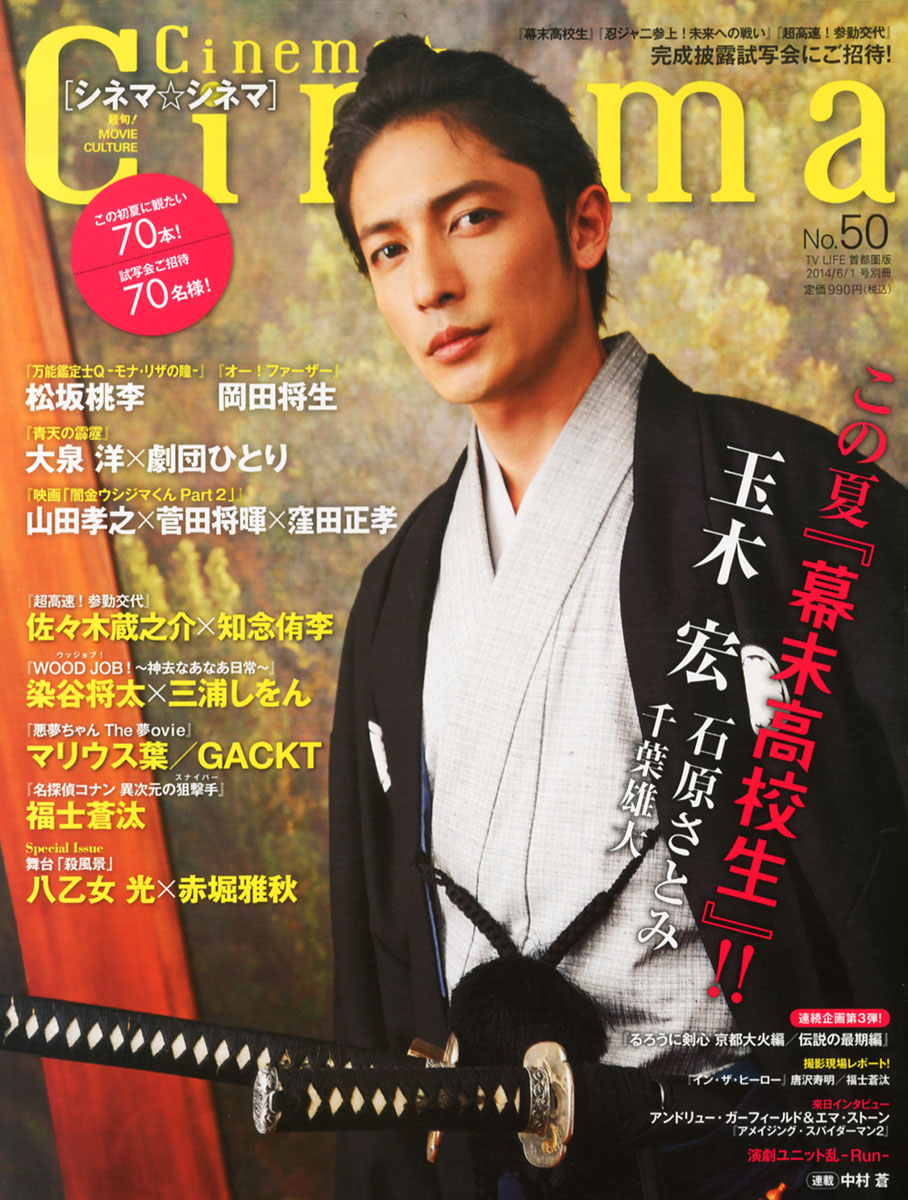 『幕末高校生』『忍ジャニ参上!未来への戦い』『超高速!参勤交代』
完成披露試写会にご招待!
Cinema★
Cinema
[シネマ☆シネマ]
最旬!
MOVIE
CULTURE
この初夏に観たい
70本!
試写会ご招待
70名様!
No.50
TV LIFE 首都圏版
2014/6/1 号別冊
定価990円(税込)
『万能鑑定士Q -モナ・リザの瞳-』
松坂桃李
『オー!ファーザー』
岡田将生
『青天の霹靂』
大泉 洋×劇団ひとり
『映画「闇金ウシジマくん Part 2」』
山田孝之×菅田将暉×窪田正孝
『超高速!参勤交代』
佐々木蔵之介×知念侑李
ウッジョブ!
『WOOD JOB!～神去なあなあ日常～』
染谷将太×三浦しをん
『悪夢ちゃん The 夢ovie』
マリウス葉/GACKT
スナイパー
『名探偵コナン 異次元の狙撃手』
福士蒼汰
Special Issue
舞台「殺風景」
八乙女 光×赤堀雅秋
この夏『幕末高校生』!!
玉木 宏
石原さとみ
千葉雄大
連続企画第3弾!
『るろうに剣心 京都大火編/伝説の最期編』
撮影現場レポート!
『イン・ザ・ヒーロー』唐沢寿明/福士蒼汰
来日インタビュー
アンドリュー・ガーフィールド&エマ・ストーン
『アメイジング・スパイダーマン2』
演劇ユニット乱-Run-
連載 中村 蒼